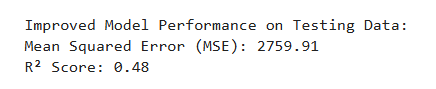 Improved Model Performance on Testing Data:
Mean Squared Error (MSE): 2759.91
R² Score: 0.48